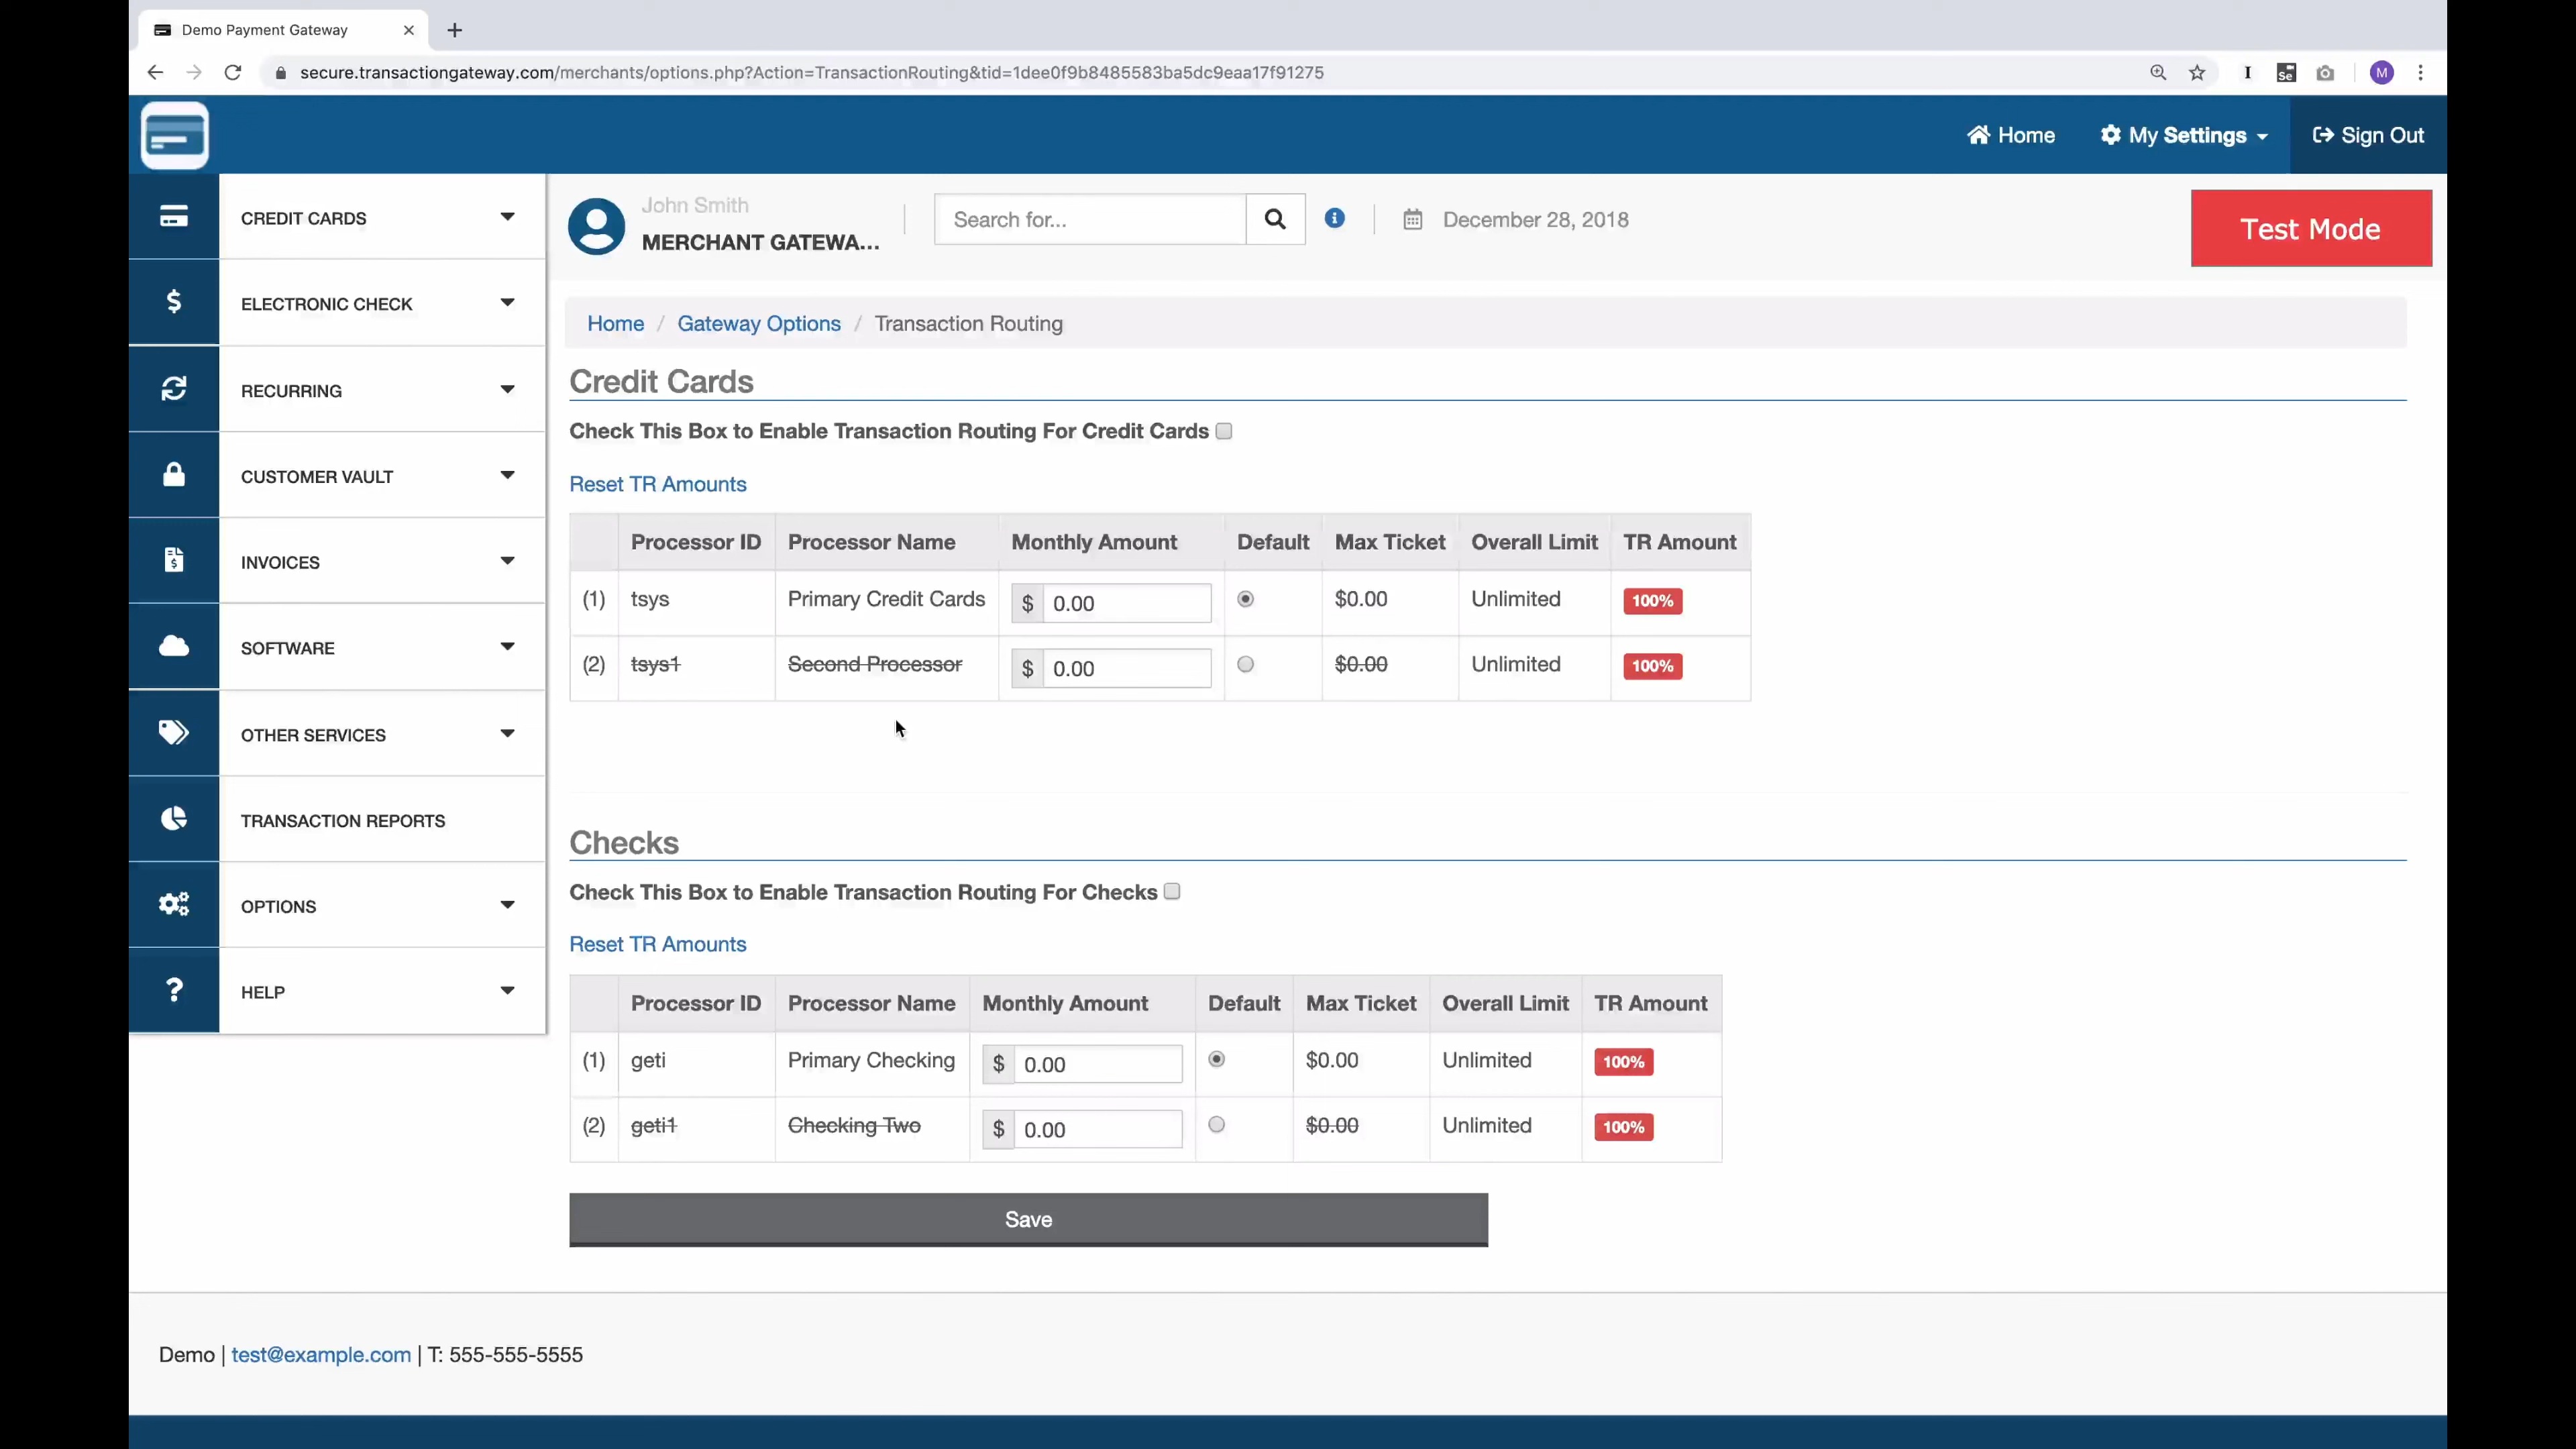 Demo Payment Gateway
secure.transactiongateway.com/merchants/options.php?Action=TransactionRouting&tid=1dee0f9b8485583ba5dc9eaa17f91275
I
Se
M
Home
My Settings
Sign Out
CREDIT CARDS
John Smith
MERCHANT GATEWA...
Search for...
December 28, 2018
Test Mode
$ ELECTRONIC CHECK
RECURRING
CUSTOMER VAULT
INVOICES
SOFTWARE
OTHER SERVICES
TRANSACTION REPORTS
OPTIONS
? HELP
Home / Gateway Options / Transaction Routing
Credit Cards
Check This Box to Enable Transaction Routing For Credit Cards
Reset TR Amounts
Processor ID Processor Name Monthly Amount Default Max Ticket Overall Limit TR Amount
(1) tsys Primary Credit Cards $ 0.00 $0.00 Unlimited 100%
(2) tsys1 Second Processor $ 0.00 $0.00 Unlimited 100%
Checks
Check This Box to Enable Transaction Routing For Checks
Reset TR Amounts
Processor ID Processor Name Monthly Amount Default Max Ticket Overall Limit TR Amount
(1) geti Primary Checking $ 0.00 $0.00 Unlimited 100%
(2) geti1 Checking Two $ 0.00 $0.00 Unlimited 100%
Save
Demo | test@example.com | T: 555-555-5555